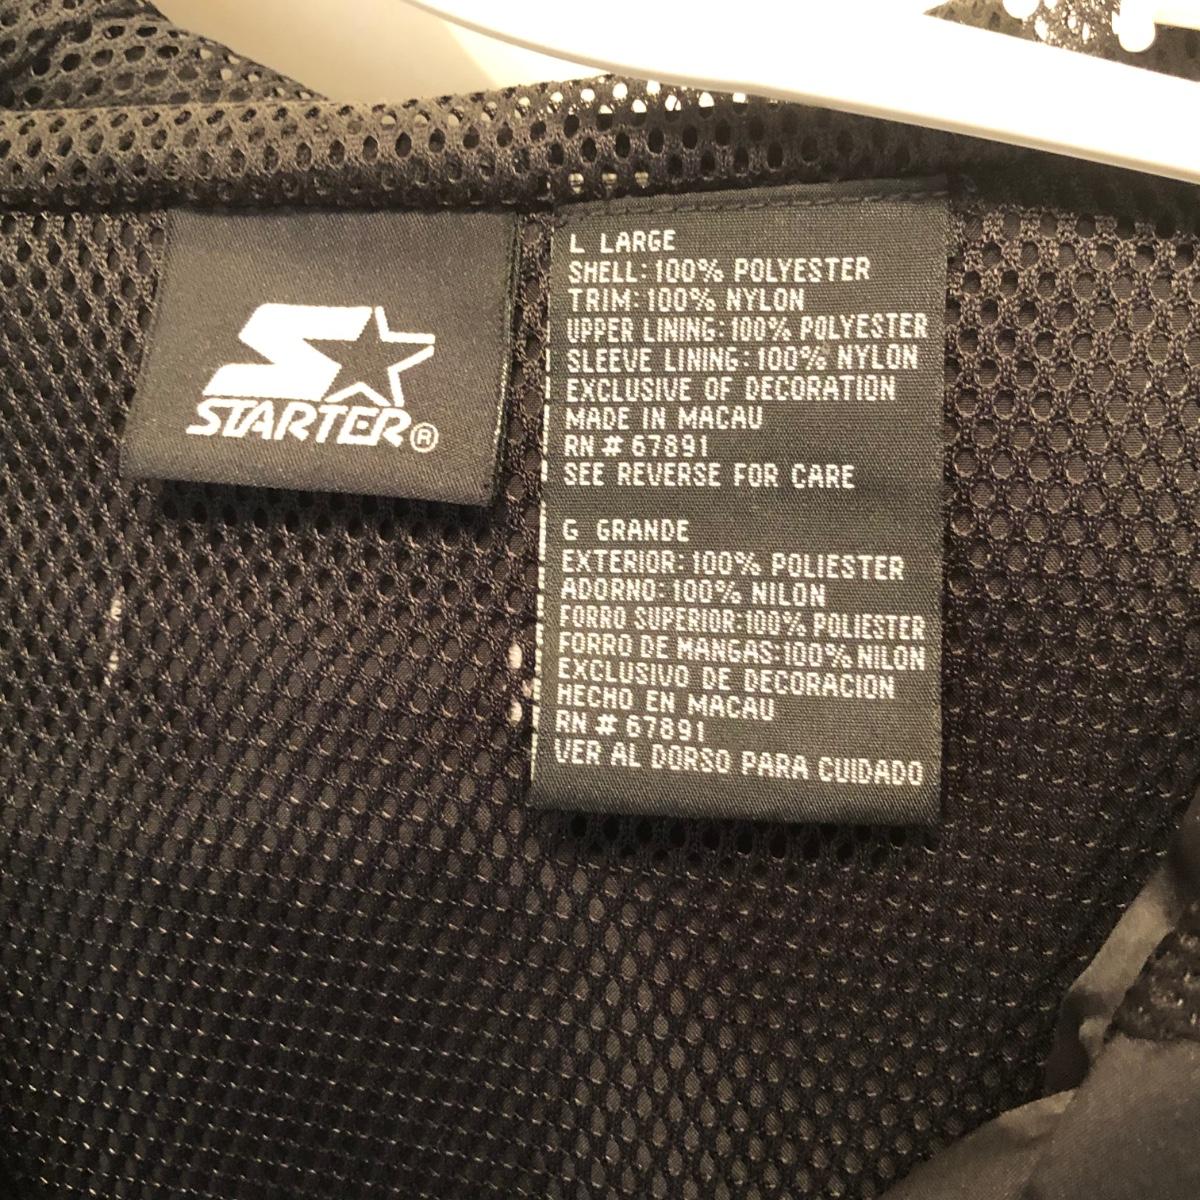 STARTER®
L LARGE
SHELL: 100% POLYESTER
TRIM: 100% NYLON
UPPER LINING: 100% POLYESTER
SLEEVE LINING: 100% NYLON
EXCLUSIVE OF DECORATION
MADE IN MACAU
RN # 67891
SEE REVERSE FOR CARE
G GRANDE
EXTERIOR: 100% POLIESTER
ADORNO: 100% NILON
FORRO SUPERIOR: 100% POLIESTER
FORRO DE MANGAS: 100% NILON
EXCLUSIVO DE DECORACION
HECHO EN MACAU
RN # 67891
VER AL DORSO PARA CUIDADO